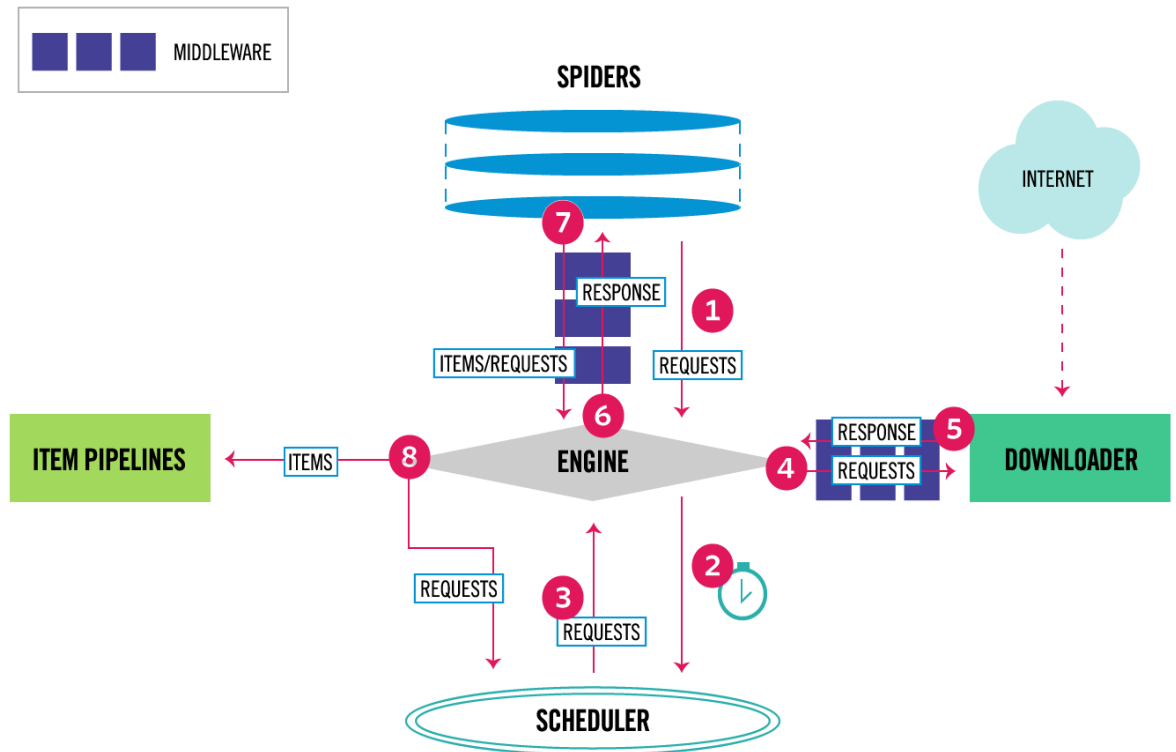 MIDDLEWARE
SPIDERS
INTERNET
7
RESPONSE
1
ITEMS/REQUESTS
REQUESTS
6
ITEM PIPELINES
ITEMS
8
ENGINE
4
RESPONSE
5
REQUESTS
DOWNLOADER
2
REQUESTS
3
REQUESTS
SCHEDULER